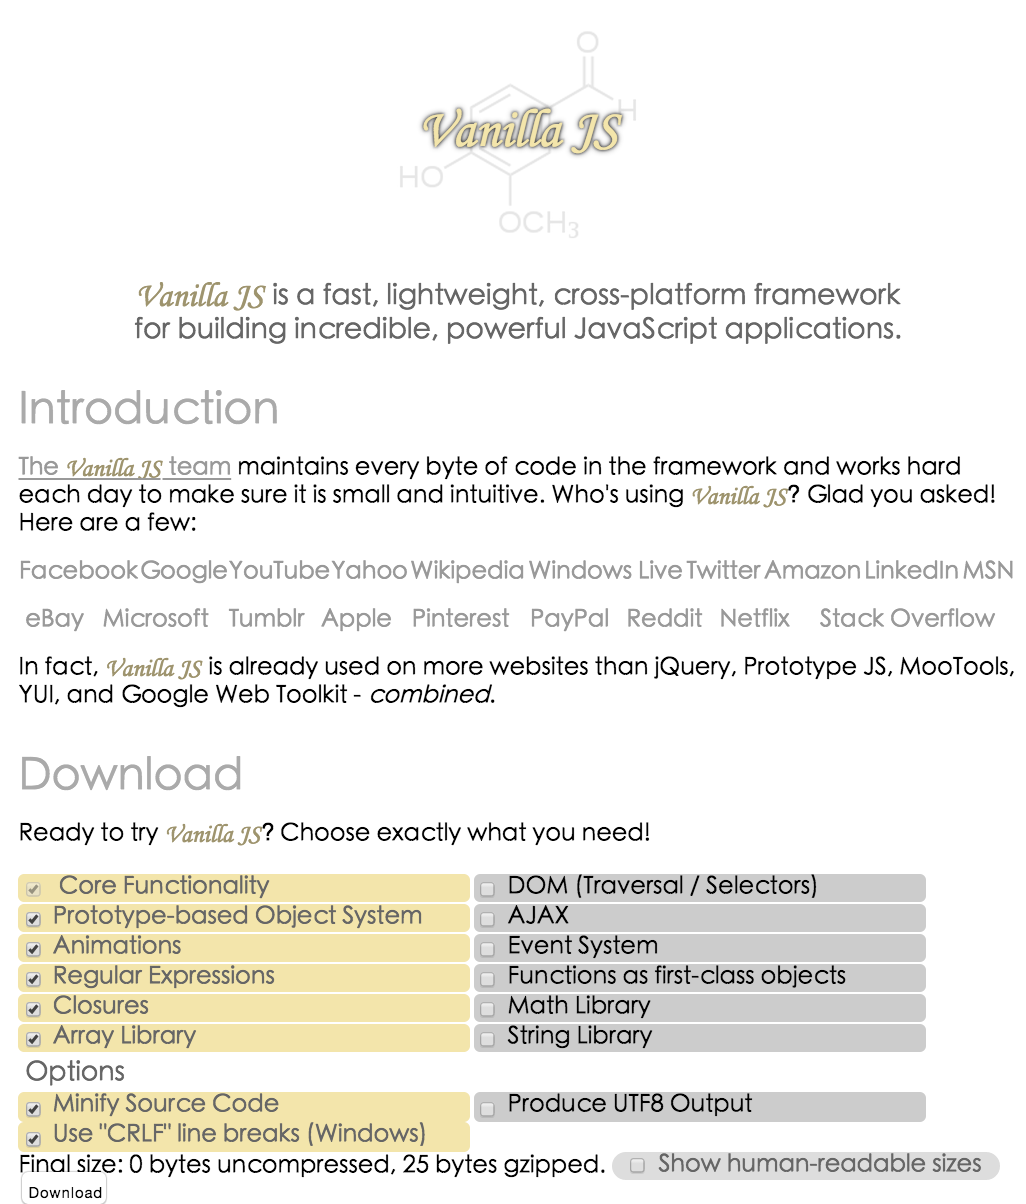 O
H
Vanilla JS
HO
OCH3
Vanilla JS is a fast, lightweight, cross-platform framework
for building incredible, powerful JavaScript applications.
Introduction
The Vanilla JS team maintains every byte of code in the framework and works hard
each day to make sure it is small and intuitive. Who's using Vanilla JS? Glad you asked!
Here are a few:
Facebook Google YouTube Yahoo Wikipedia Windows Live Twitter Amazon LinkedIn MSN
eBay Microsoft Tumblr Apple Pinterest PayPal Reddit Netflix Stack Overflow
In fact, Vanilla JS is already used on more websites than jQuery, Prototype JS, MooTools,
YUI, and Google Web Toolkit - combined.
Download
Ready to try Vanilla JS? Choose exactly what you need!
Core Functionality DOM (Traversal / Selectors)
Prototype-based Object System AJAX
Animations Event System
Regular Expressions Functions as first-class objects
Closures Math Library
Array Library String Library
Options
Minify Source Code Produce UTF8 Output
Use "CRLF" line breaks (Windows)
Final size: 0 bytes uncompressed, 25 bytes gzipped. Show human-readable sizes
Download